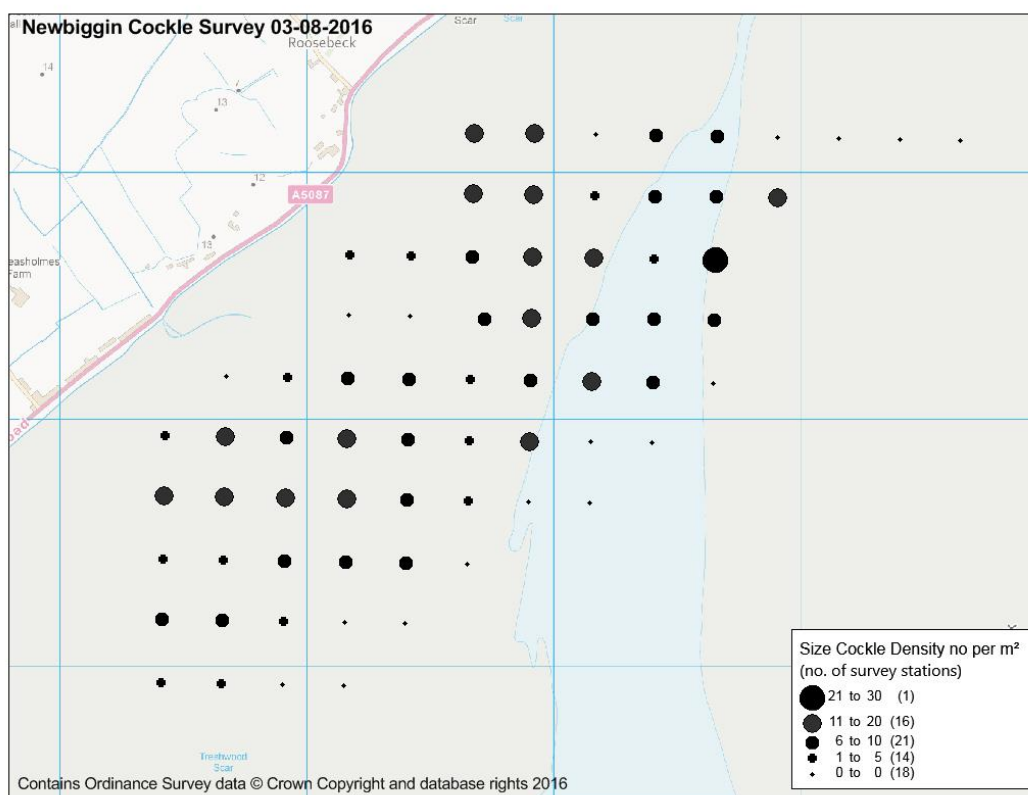 Newbiggin Cockle Survey 03-08-2016
Scar
Scar
Roosebeck
14
7
13
12
A5087
13
easholmes
Farm
oad
Size Cockle Density no per m²
(no. of survey stations)
21 to 30 (1)
11 to 20 (16)
6 to 10 (21)
1 to 5 (14)
0 to 0 (18)
Treshwood
Scar
Contains Ordinance Survey data © Crown Copyright and database rights 2016